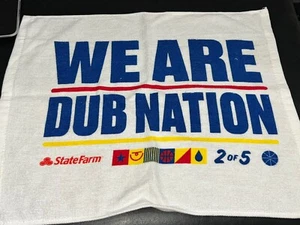 WE ARE
DUB NATION
StateFarm 2 OF 5